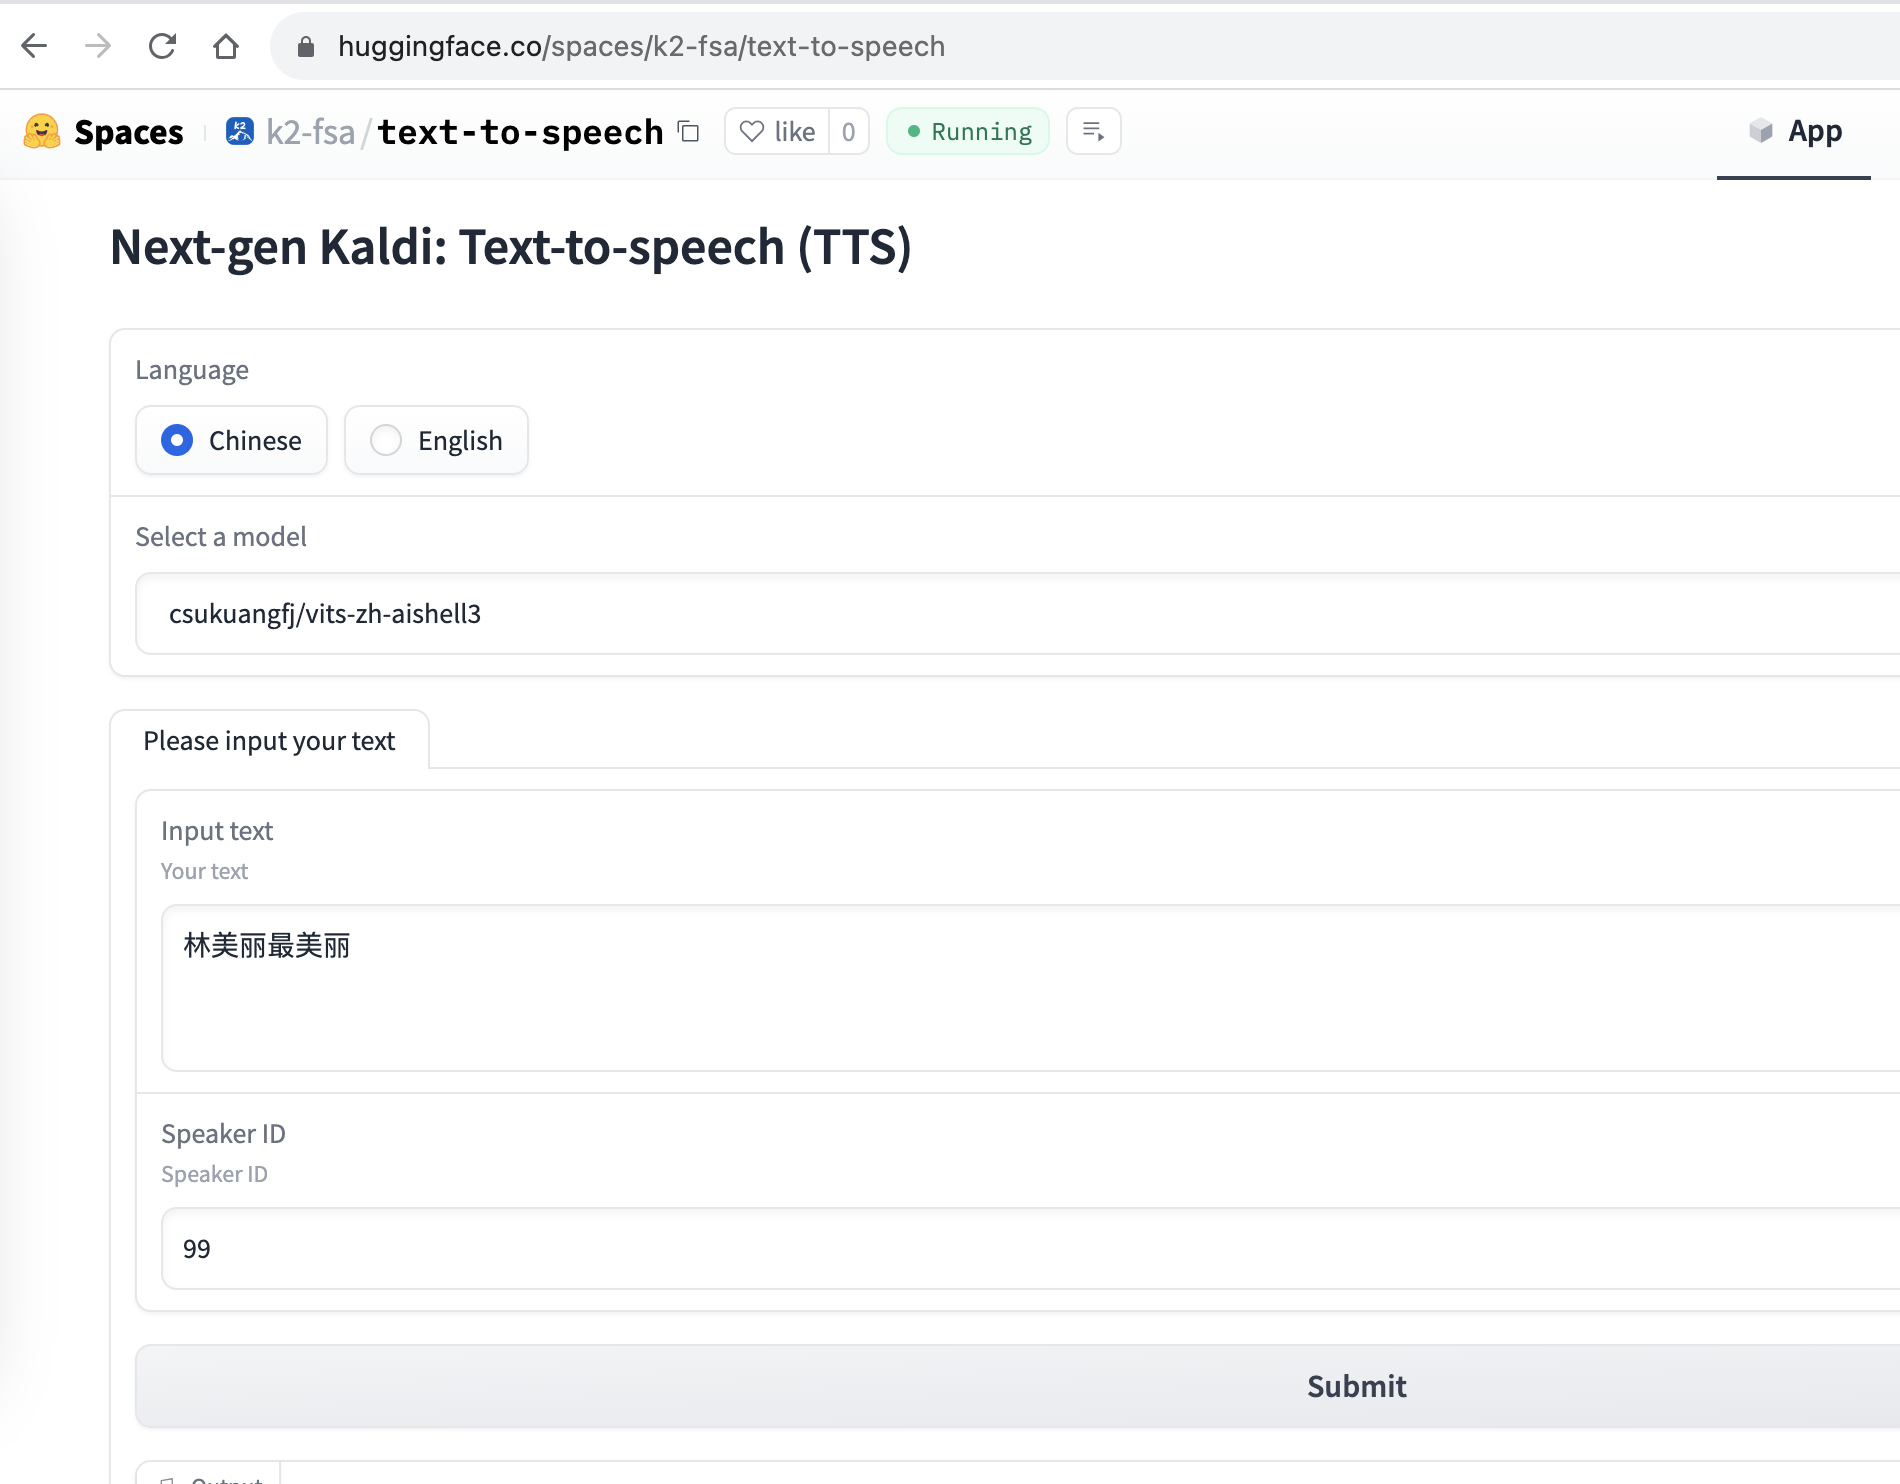 huggingface.co/spaces/k2-fsa/text-to-speech
Spaces k2 k2-fsa/text-to-speech like 0 Running App
Next-gen Kaldi: Text-to-speech (TTS)
Language
Chinese English
Select a model
csukuangfj/vits-zh-aishell3
Please input your text
Input text
Your text
林美丽最美丽
Speaker ID
Speaker ID
99
Submit
Output